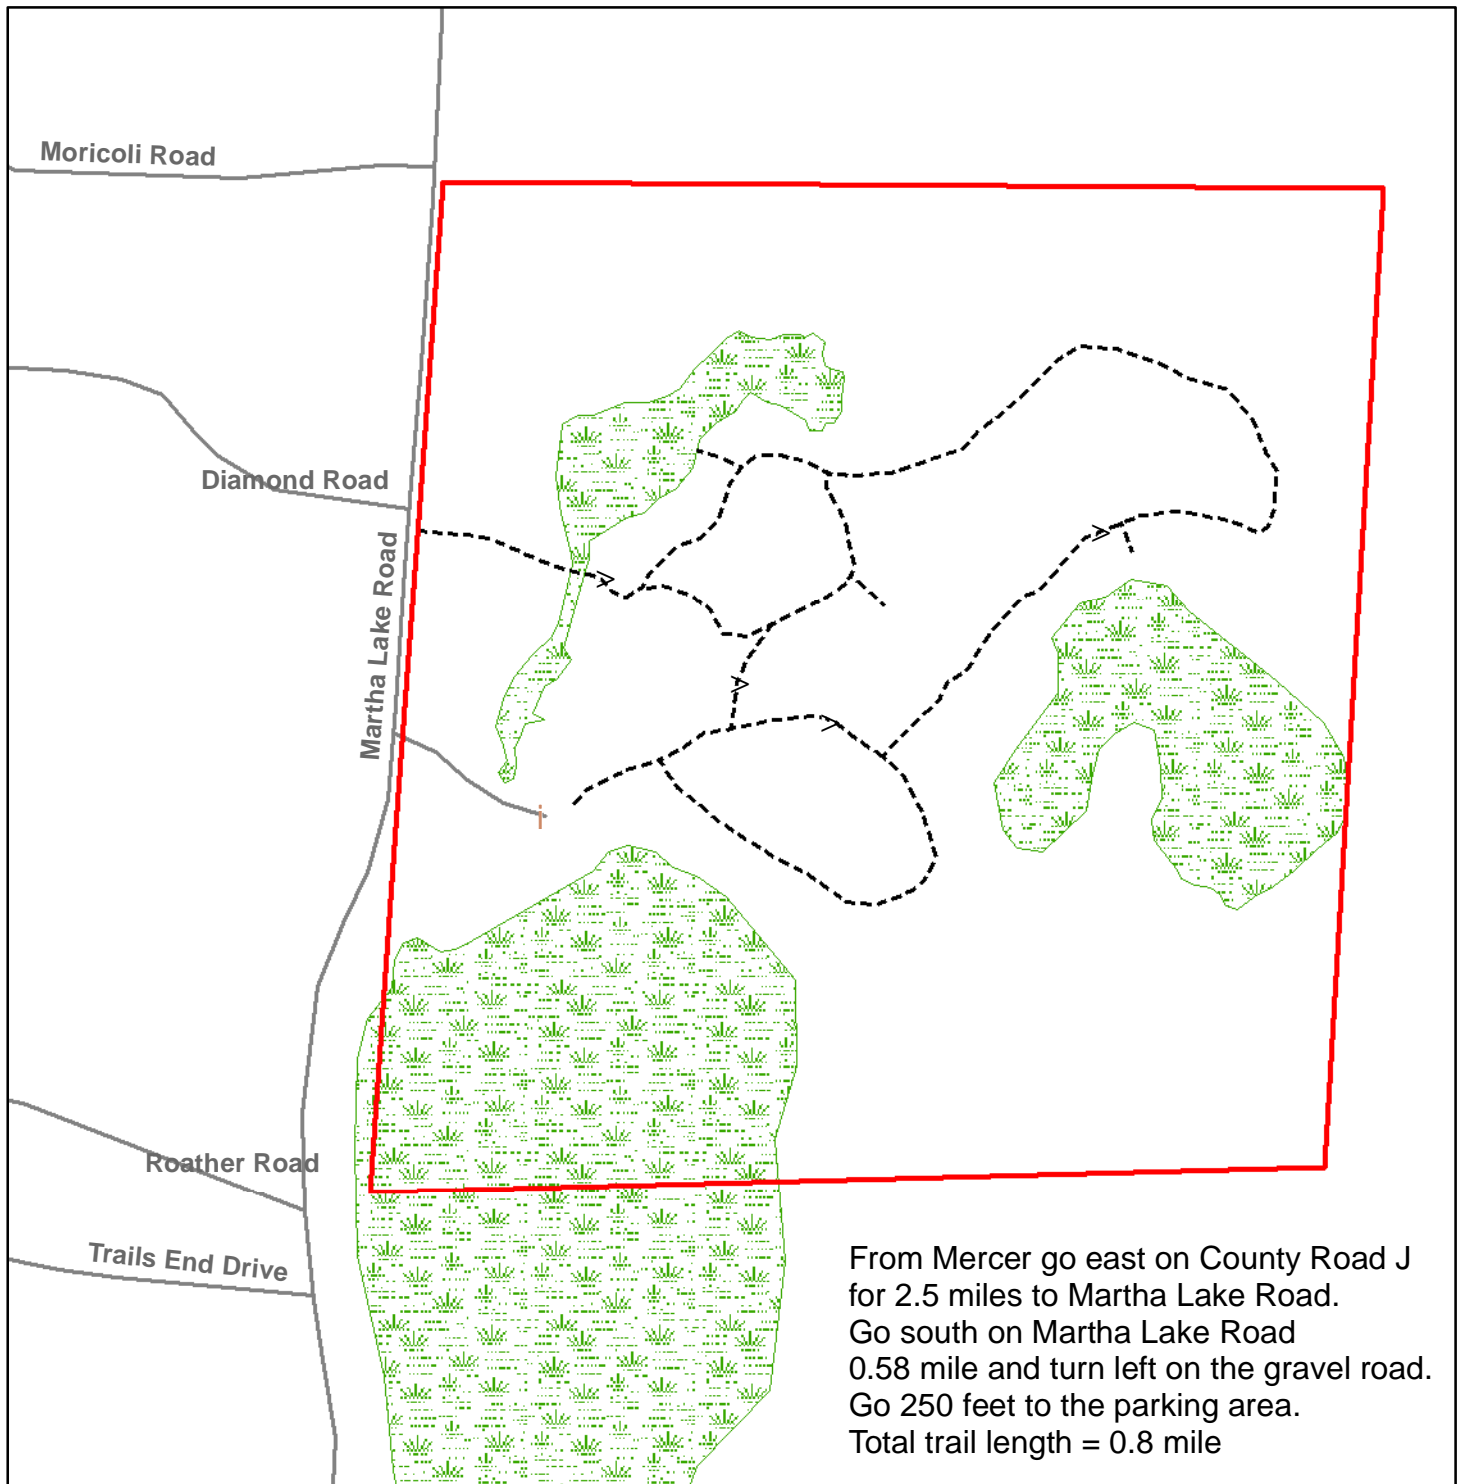 Moricoli Road
Diamond Road
Martha Lake Road
Roather Road
Trails End Drive
From Mercer go east on County Road J
for 2.5 miles to Martha Lake Road.
Go south on Martha Lake Road
0.58 mile and turn left on the gravel road.
Go 250 feet to the parking area.
Total trail length = 0.8 mile